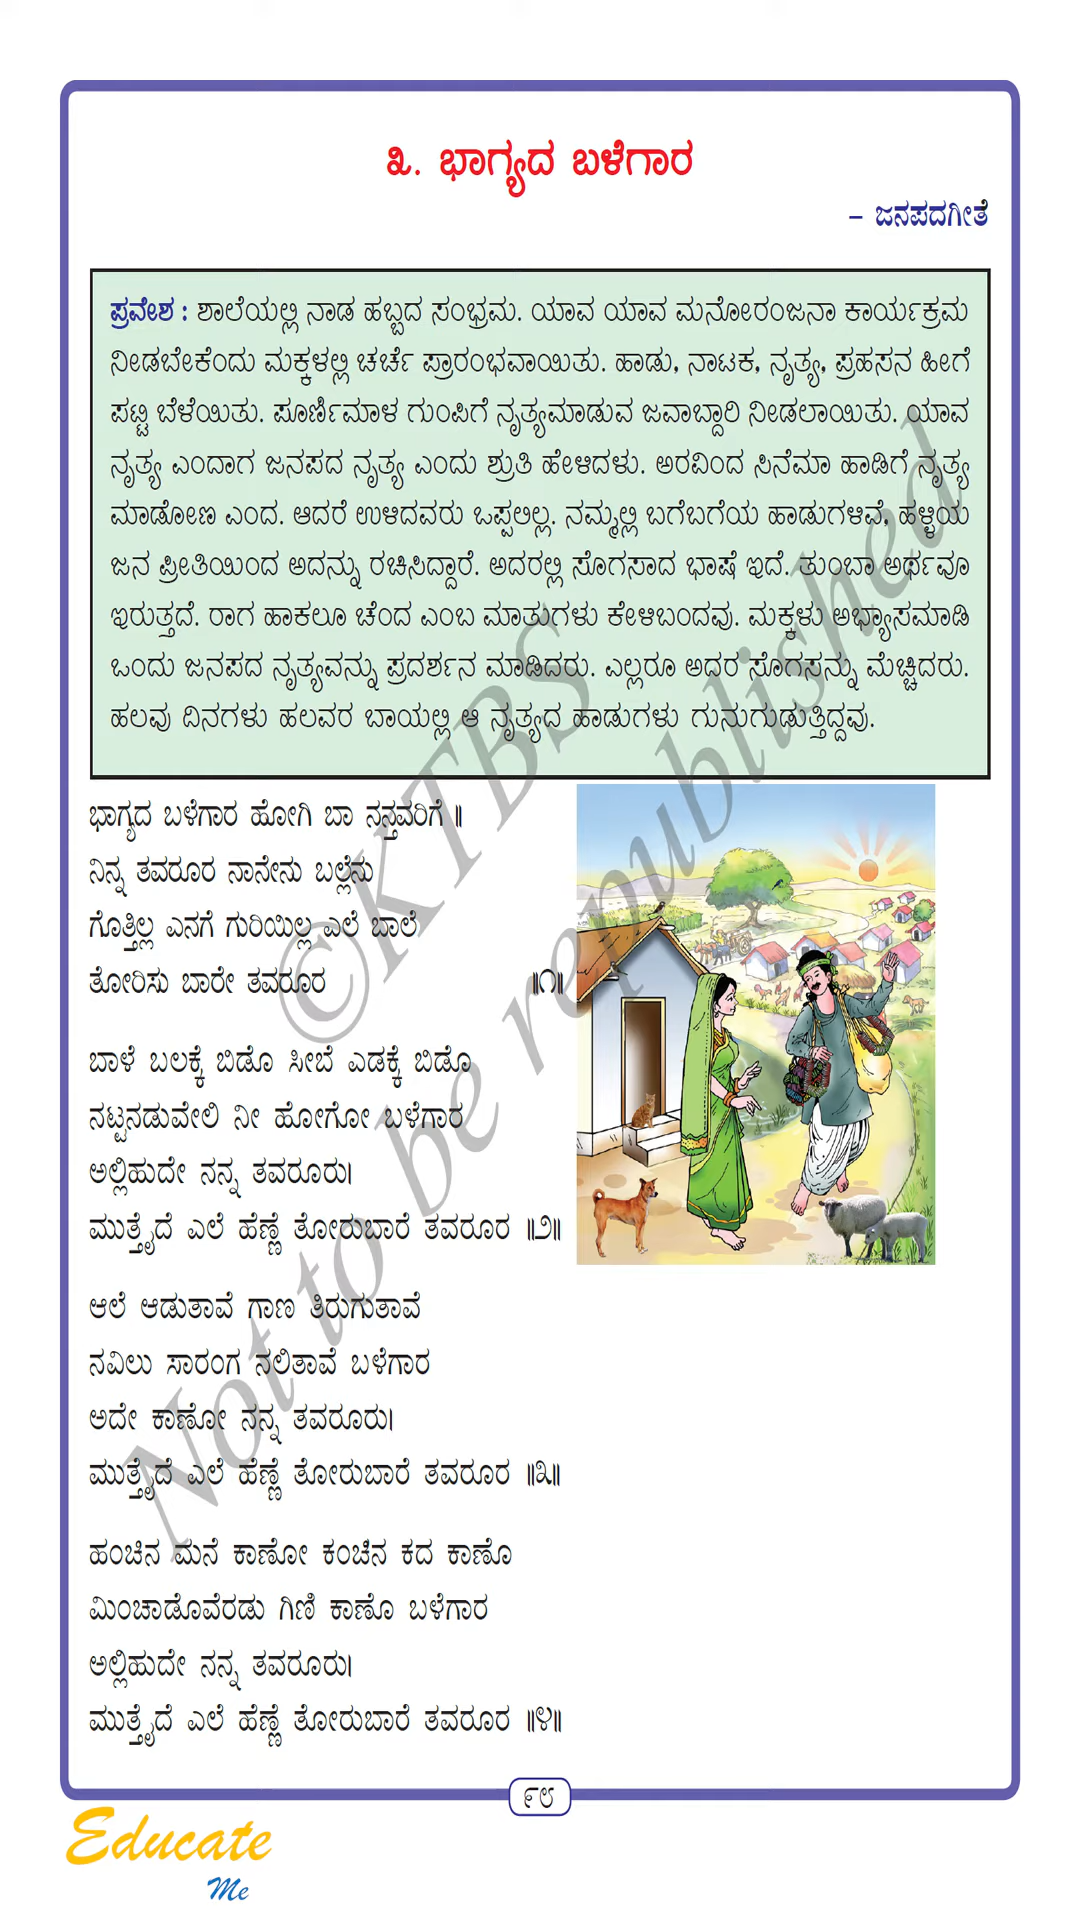 ೩. ಭಾಗ್ಯದ ಬಳೆಗಾರ
– ಜನಪದಗೀತೆ
ಪ್ರವೇಶ : ಶಾಲೆಯಲ್ಲಿ ನಾಡ ಹಬ್ಬದ ಸಂಭ್ರಮ. ಯಾವ ಯಾವ ಮನೋರಂಜನಾ ಕಾರ್ಯಕ್ರಮ
ನೀಡಬೇಕೆಂದು ಮಕ್ಕಳಲ್ಲಿ ಚರ್ಚೆ ಪ್ರಾರಂಭವಾಯಿತು. ಹಾಡು, ನಾಟಕ, ನೃತ್ಯ, ಪ್ರಹಸನ ಹೀಗೆ
ಪಟ್ಟಿ ಬೆಳೆಯಿತು. ಪೂರ್ಣಿಮಾಳ ಗುಂಪಿಗೆ ನೃತ್ಯಮಾಡುವ ಜವಾಬ್ದಾರಿ ನೀಡಲಾಯಿತು. ಯಾವ
ನೃತ್ಯ ಎಂದಾಗ ಜನಪದ ನೃತ್ಯ ಎಂದು ಶ್ರುತಿ ಹೇಳಿದಳು. ಅರವಿಂದ ಸಿನೆಮಾ ಹಾಡಿಗೆ ನೃತ್ಯ
ಮಾಡೋಣ ಎಂದ. ಆದರೆ ಉಳಿದವರು ಒಪ್ಪಲಿಲ್ಲ. ನಮ್ಮಲ್ಲಿ ಬಗೆಬಗೆಯ ಹಾಡುಗಳಿವೆ, ಹಳ್ಳಿಯ
ಜನ ಪ್ರೀತಿಯಿಂದ ಅದನ್ನು ರಚಿಸಿದ್ದಾರೆ. ಅದರಲ್ಲಿ ಸೊಗಸಾದ ಭಾಷೆ ಇದೆ. ತುಂಬಾ ಅರ್ಥವೂ
ಇರುತ್ತದೆ. ರಾಗ ಹಾಕಲೂ ಚೆಂದ ಎಂಬ ಮಾತುಗಳು ಕೇಳಿಬಂದವು. ಮಕ್ಕಳು ಅಭ್ಯಾಸಮಾಡಿ
ಒಂದು ಜನಪದ ನೃತ್ಯವನ್ನು ಪ್ರದರ್ಶನ ಮಾಡಿದರು. ಎಲ್ಲರೂ ಅದರ ಸೊಗಸನ್ನು ಮೆಚ್ಚಿದರು.
ಹಲವು ದಿನಗಳು ಹಲವರ ಬಾಯಲ್ಲಿ ಆ ನೃತ್ಯದ ಹಾಡುಗಳು ಗುನುಗುಡುತ್ತಿದ್ದವು.
ಭಾಗ್ಯದ ಬಳೆಗಾರ ಹೋಗಿ ಬಾ ನನ್ತವರಿಗೆ ॥
ನಿನ್ನ ತವರೂರ ನಾನೇನು ಬಲ್ಲೆನು
ಗೊತ್ತಿಲ್ಲ ಎನಗೆ ಗುರಿಯಿಲ್ಲ ಎಲೆ ಬಾಲೆ
ತೋರಿಸು ಬಾರೇ ತವರೂರ ॥೧॥
ಬಾಳೆ ಬಲಕ್ಕೆ ಬಿಡೊ ಸೀಬೆ ಎಡಕ್ಕೆ ಬಿಡೊ
ನಟ್ಟನಡುವೇಲಿ ನೀ ಹೋಗೋ ಬಳೆಗಾರ
ಅಲ್ಲಿಹುದೇ ನನ್ನ ತವರೂರು।
ಮುತ್ತೈದೆ ಎಲೆ ಹೆಣ್ಣೆ ತೋರುಬಾರೆ ತವರೂರ ॥೨॥
ಆಲೆ ಆಡುತಾವೆ ಗಾಣ ತಿರುಗುತಾವೆ
ನವಿಲು ಸಾರಂಗ ನಲಿತಾವೆ ಬಳೆಗಾರ
ಅದೇ ಕಾಣೋ ನನ್ನ ತವರೂರು।
ಮುತ್ತೈದೆ ಎಲೆ ಹೆಣ್ಣೆ ತೋರುಬಾರೆ ತವರೂರ ॥೩॥
ಹಂಚಿನ ಮನೆ ಕಾಣೋ ಕಂಚಿನ ಕದ ಕಾಣೊ
ಮಿಂಚಾಡೊವೆರಡು ಗಿಣಿ ಕಾಣೊ ಬಳೆಗಾರ
ಅಲ್ಲಿಹುದೇ ನನ್ನ ತವರೂರು।
ಮುತ್ತೈದೆ ಎಲೆ ಹೆಣ್ಣೆ ತೋರುಬಾರೆ ತವರೂರ ॥೪॥
©KTBS
Not to be republished
೯೮
Educate
Me